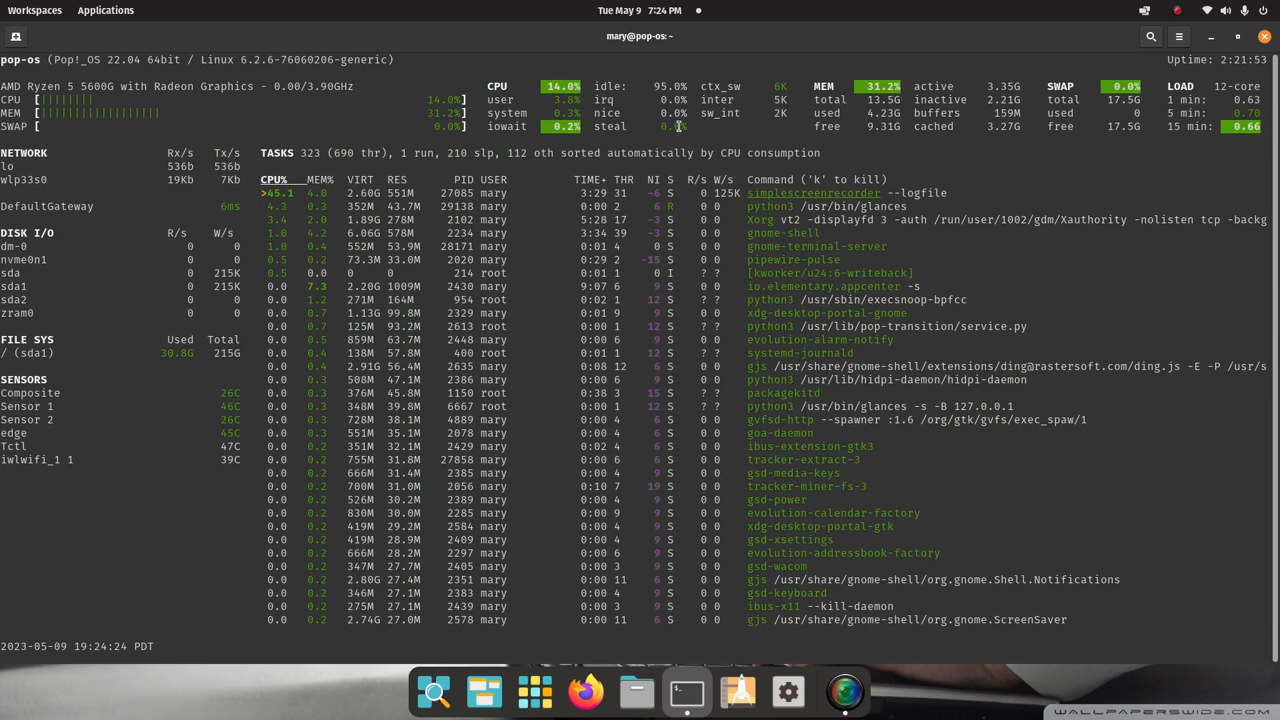 Workspaces Applications Tue May 9 7:24 PM
mary@pop-os: ~
pop-os (Pop!_OS 22.04 64bit / Linux 6.2.6-76060206-generic) Uptime: 2:21:53
AMD Ryzen 5 5600G with Radeon Graphics - 0.00/3.90GHz CPU 14.0% idle: 95.0% ctx_sw 6K MEM 31.2% active 3.35G SWAP 0.0% LOAD 12-core
CPU [|||||||| 14.0%] user 3.8% irq 0.0% inter 5K total 13.5G inactive 2.21G total 17.5G 1 min: 0.63
MEM [|||||||||||||||||| 31.2%] system 0.3% nice 0.0% sw_int 2K used 4.23G buffers 159M used 0 5 min: 0.70
SWAP [ 0.0%] iowait 0.2% steal 0.0% free 9.31G cached 3.27G free 17.5G 15 min: 0.66
NETWORK Rx/s Tx/s TASKS 323 (690 thr), 1 run, 210 slp, 112 oth sorted automatically by CPU consumption
lo 536b 536b
wlp33s0 19Kb 7Kb CPU% MEM% VIRT RES PID USER TIME+ THR NI S R/s W/s Command ('k' to kill)
>45.1 4.0 2.60G 551M 27085 mary 3:29 31 -6 S 0 125K simplescreenrecorder --logfile
DefaultGateway 6ms 4.3 0.3 352M 43.7M 29138 mary 0:00 2 6 R 0 0 python3 /usr/bin/glances
3.4 2.0 1.89G 278M 2102 mary 5:28 17 -3 S 0 0 Xorg vt2 -displayfd 3 -auth /run/user/1002/gdm/Xauthority -nolisten tcp -backg
DISK I/O R/s W/s 1.0 4.2 6.06G 578M 2234 mary 3:34 39 -3 S 0 0 gnome-shell
dm-0 0 0 1.0 0.4 552M 53.9M 28171 mary 0:01 4 0 S 0 0 gnome-terminal-server
nvme0n1 0 0 0.5 0.2 73.3M 33.0M 2020 mary 0:29 2 -15 S 0 0 pipewire-pulse
sda 0 215K 0.5 0.0 0 0 214 root 0:01 1 0 I ? ? [kworker/u24:6-writeback]
sda1 0 215K 0.0 7.3 2.20G 1009M 2430 mary 9:07 6 9 S 0 0 io.elementary.appcenter -s
sda2 0 0 0.0 1.2 271M 164M 954 root 0:02 1 12 S ? ? python3 /usr/sbin/execsnoop-bpfcc
zram0 0 0 0.0 0.7 1.13G 99.8M 2329 mary 0:01 9 9 S 0 0 xdg-desktop-portal-gnome
0.0 0.7 125M 93.2M 2613 root 0:00 1 12 S ? ? python3 /usr/lib/pop-transition/service.py
FILE SYS Used Total 0.0 0.5 859M 63.7M 2448 mary 0:00 6 9 S 0 0 evolution-alarm-notify
/ (sda1) 30.8G 215G 0.0 0.4 138M 57.8M 400 root 0:01 1 12 S ? ? systemd-journald
0.0 0.4 2.91G 56.4M 2635 mary 0:08 12 6 S 0 0 gjs /usr/share/gnome-shell/extensions/ding@rastersoft.com/ding.js -E -P /usr/s
SENSORS 0.0 0.3 508M 47.1M 2386 mary 0:00 6 9 S 0 0 python3 /usr/lib/hidpi-daemon/hidpi-daemon
Composite 26C 0.0 0.3 376M 45.8M 1150 root 0:38 3 15 S ? ? packagekitd
Sensor 1 46C 0.0 0.3 348M 39.8M 6667 root 0:00 1 12 S ? ? python3 /usr/bin/glances -s -B 127.0.0.1
Sensor 2 26C 0.0 0.3 728M 38.1M 4889 mary 0:00 4 6 S 0 0 gvfsd-http --spawner :1.6 /org/gtk/gvfs/exec_spaw/1
edge 45C 0.0 0.3 551M 35.1M 2078 mary 0:00 4 6 S 0 0 goa-daemon
Tctl 47C 0.0 0.2 351M 32.1M 2429 mary 0:02 4 6 S 0 0 ibus-extension-gtk3
iwlwifi_1 1 39C 0.0 0.2 755M 31.8M 27858 mary 0:00 6 9 S 0 0 tracker-extract-3
0.0 0.2 666M 31.4M 2385 mary 0:00 4 9 S 0 0 gsd-media-keys
0.0 0.2 700M 31.0M 2056 mary 0:10 7 19 S 0 0 tracker-miner-fs-3
0.0 0.2 526M 30.2M 2389 mary 0:00 4 9 S 0 0 gsd-power
0.0 0.2 830M 30.0M 2255 mary 0:00 9 9 S 0 0 evolution-calendar-factory
0.0 0.2 419M 29.2M 2584 mary 0:00 4 9 S 0 0 xdg-desktop-portal-gtk
0.0 0.2 419M 28.9M 2409 mary 0:00 4 9 S 0 0 gsd-xsettings
0.0 0.2 666M 28.2M 2297 mary 0:00 6 9 S 0 0 evolution-addressbook-factory
0.0 0.2 347M 27.7M 2405 mary 0:00 4 9 S 0 0 gsd-wacom
0.0 0.2 2.80G 27.4M 2351 mary 0:00 11 6 S 0 0 gjs /usr/share/gnome-shell/org.gnome.Shell.Notifications
0.0 0.2 346M 27.1M 2383 mary 0:00 4 9 S 0 0 gsd-keyboard
0.0 0.2 275M 27.1M 2439 mary 0:00 3 9 S 0 0 ibus-x11 --kill-daemon
0.0 0.2 2.74G 27.0M 2578 mary 0:00 11 6 S 0 0 gjs /usr/share/gnome-shell/org.gnome.ScreenSaver
2023-05-09 19:24:24 PDT
WALLPAPERSWIDE.COM